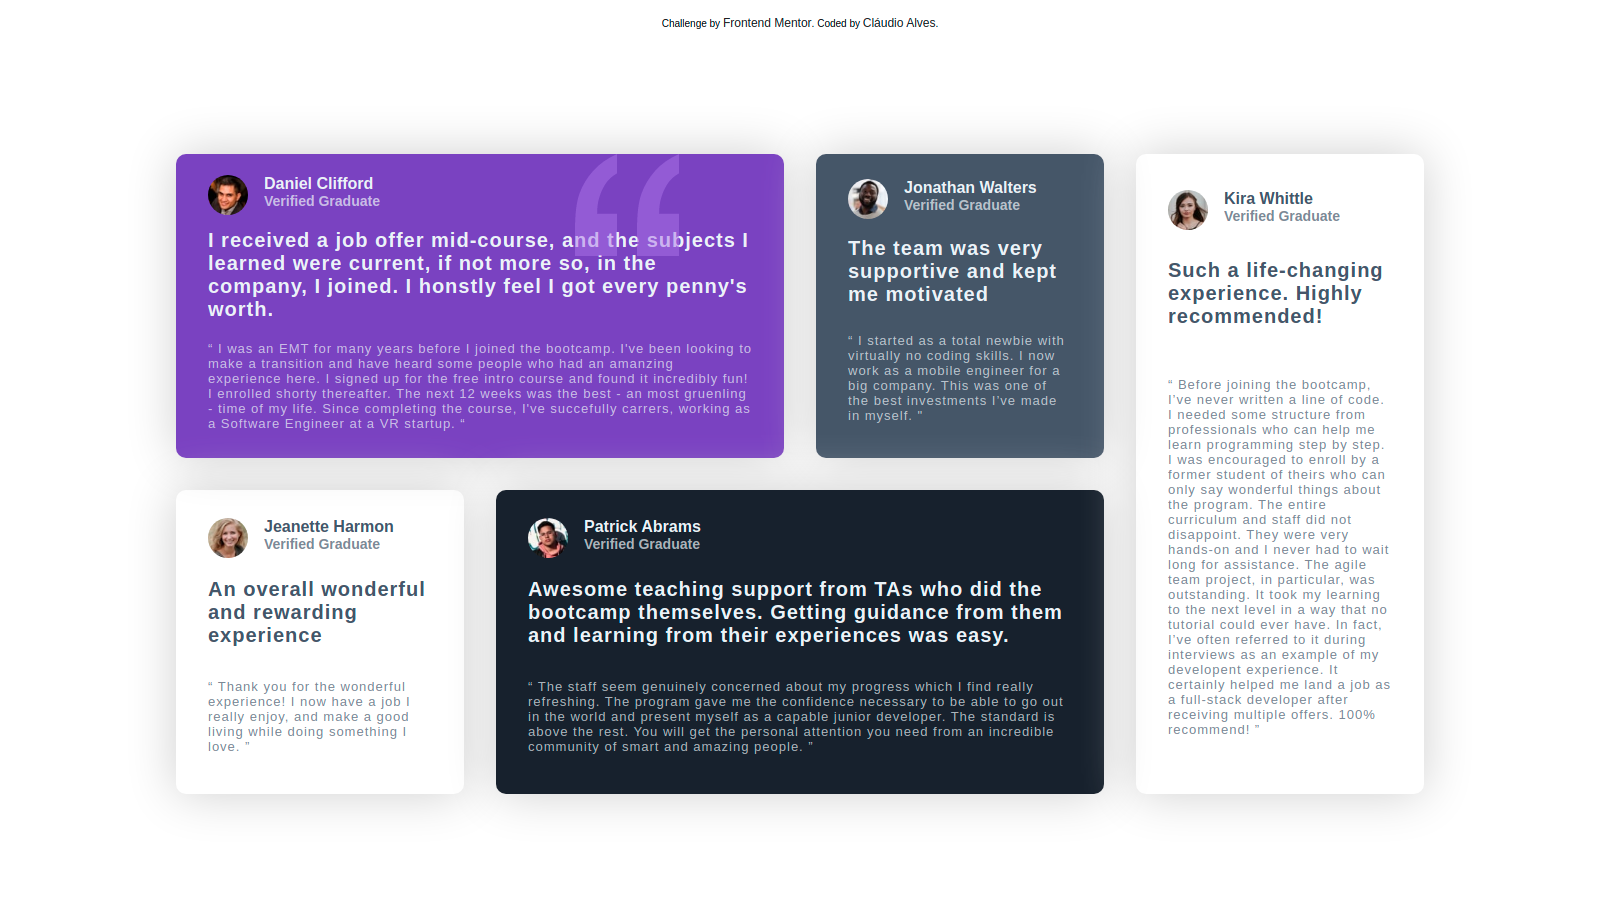 Challenge by Frontend Mentor. Coded by Cláudio Alves.
Daniel Clifford
Verified Graduate
I received a job offer mid-course, and the subjects I
learned were current, if not more so, in the
company, I joined. I honstly feel I got every penny's
worth.
“ I was an EMT for many years before I joined the bootcamp. I've been looking to
make a transition and have heard some people who had an amanzing
experience here. I signed up for the free intro course and found it incredibly fun!
I enrolled shorty thereafter. The next 12 weeks was the best - an most gruenling
- time of my life. Since completing the course, I've succefully carrers, working as
a Software Engineer at a VR startup. “
Jonathan Walters
Verified Graduate
The team was very
supportive and kept
me motivated
“ I started as a total newbie with
virtually no coding skills. I now
work as a mobile engineer for a
big company. This was one of
the best investments I’ve made
in myself. "
Kira Whittle
Verified Graduate
Such a life-changing
experience. Highly
recommended!
“ Before joining the bootcamp,
I’ve never written a line of code.
I needed some structure from
professionals who can help me
learn programming step by step.
I was encouraged to enroll by a
former student of theirs who can
only say wonderful things about
the program. The entire
curriculum and staff did not
disappoint. They were very
hands-on and I never had to wait
long for assistance. The agile
team project, in particular, was
outstanding. It took my learning
to the next level in a way that no
tutorial could ever have. In fact,
I’ve often referred to it during
interviews as an example of my
developent experience. It
certainly helped me land a job as
a full-stack developer after
receiving multiple offers. 100%
recommend! ”
Jeanette Harmon
Verified Graduate
An overall wonderful
and rewarding
experience
“ Thank you for the wonderful
experience! I now have a job I
really enjoy, and make a good
living while doing something I
love. ”
Patrick Abrams
Verified Graduate
Awesome teaching support from TAs who did the
bootcamp themselves. Getting guidance from them
and learning from their experiences was easy.
“ The staff seem genuinely concerned about my progress which I find really
refreshing. The program gave me the confidence necessary to be able to go out
in the world and present myself as a capable junior developer. The standard is
above the rest. You will get the personal attention you need from an incredible
community of smart and amazing people. ”